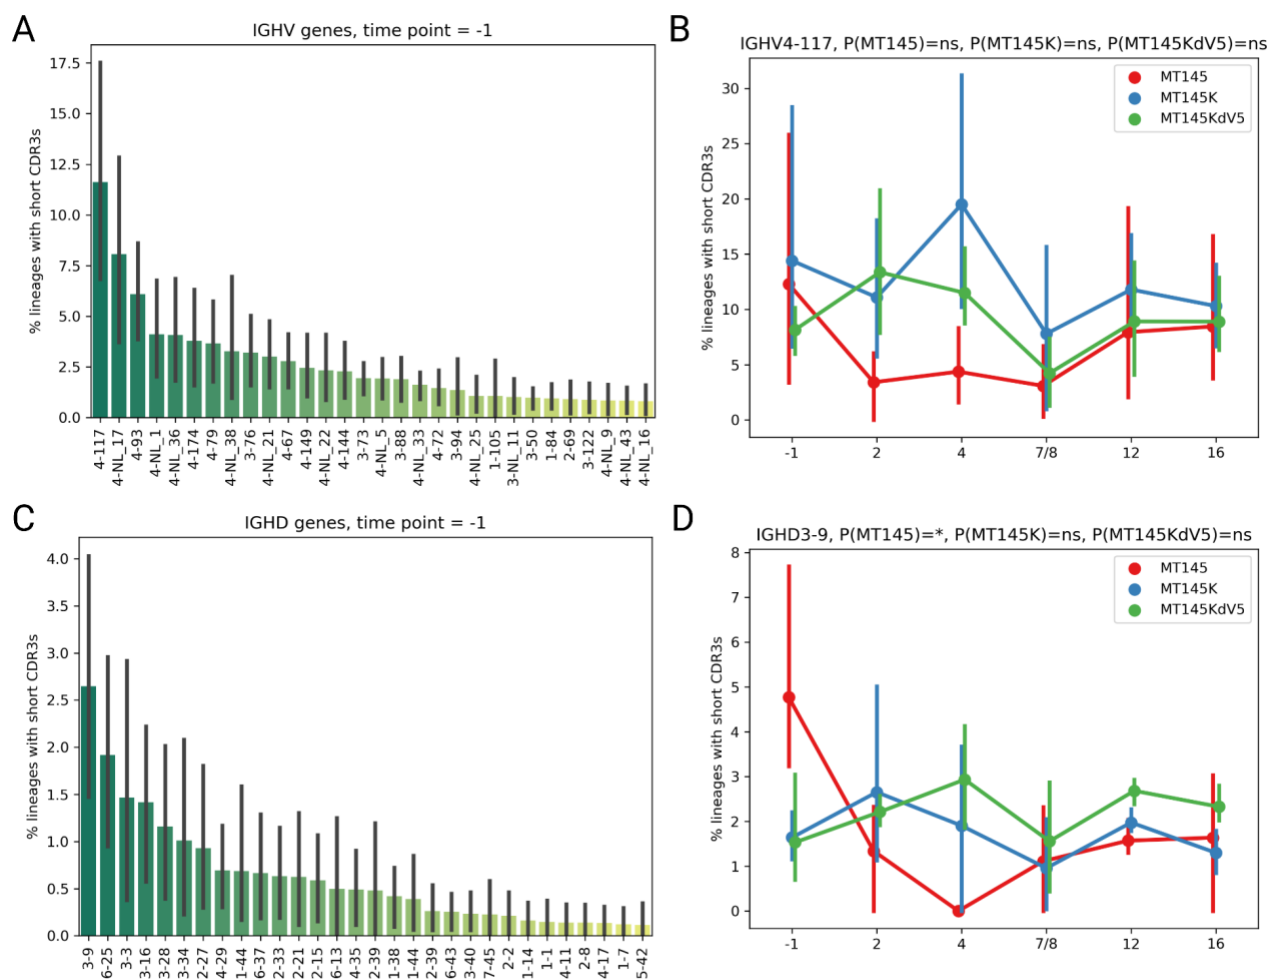 A
IGHV genes, time point = -1
% lineages with short CDR3s
17.5
15.0
12.5
10.0
7.5
5.0
2.5
0.0
4-117
4-NL_17
4-93
4-NL_1
4-NL_36
4-174
4-79
4-NL_38
3-76
4-NL_21
4-67
4-149
4-NL_22
4-144
3-73
4-NL_5
3-88
4-NL_33
4-72
3-94
4-NL_25
1-105
3-NL_11
3-50
1-84
2-69
3-122
4-NL_9
4-NL_43
4-NL_16
B
IGHV4-117, P(MT145)=ns, P(MT145K)=ns, P(MT145KdV5)=ns
% lineages with short CDR3s
30
25
20
15
10
5
0
MT145
MT145K
MT145KdV5
-1
2
4
7/8
12
16
C
IGHD genes, time point = -1
% lineages with short CDR3s
4.0
3.5
3.0
2.5
2.0
1.5
1.0
0.5
0.0
3-9
6-25
3-3
3-16
3-28
3-34
2-27
4-29
1-44
6-37
2-33
2-21
2-15
6-13
4-35
2-39
1-38
1-44
2-39
6-43
3-40
7-45
2-2
1-14
1-1
4-11
2-8
4-17
1-7
5-42
D
IGHD3-9, P(MT145)=*, P(MT145K)=ns, P(MT145KdV5)=ns
% lineages with short CDR3s
8
7
6
5
4
3
2
1
0
MT145
MT145K
MT145KdV5
-1
2
4
7/8
12
16